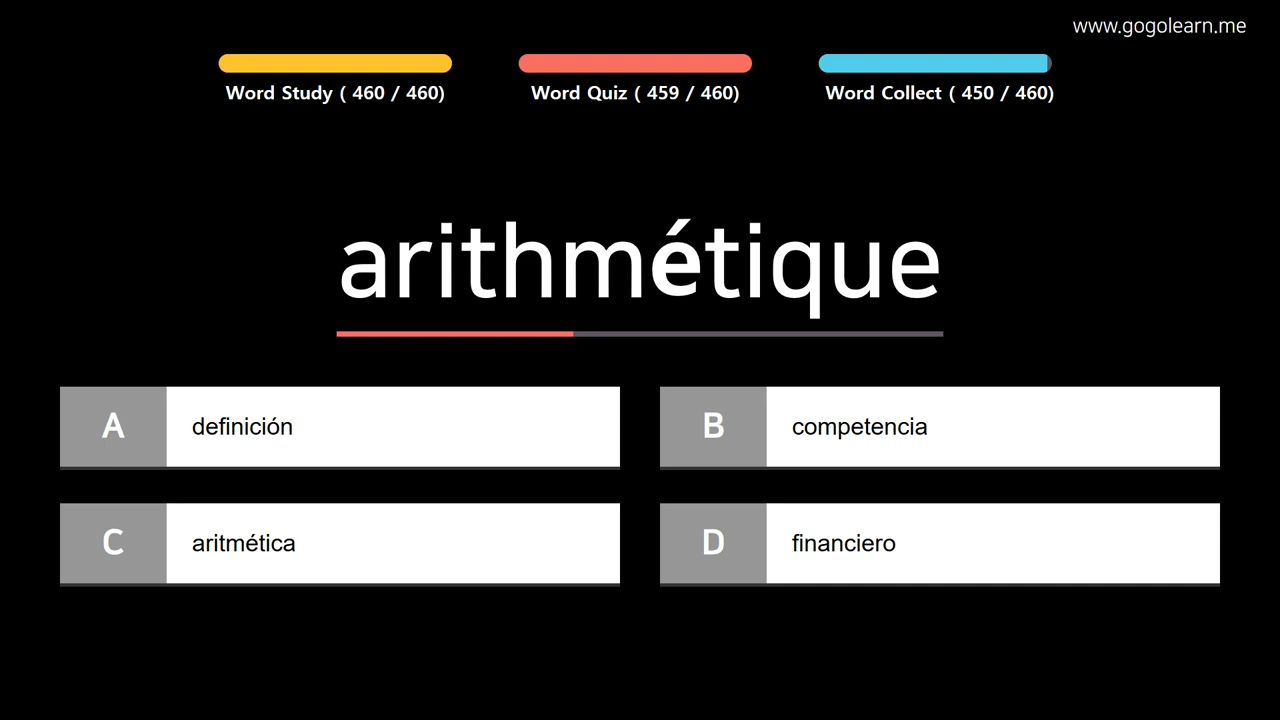 www.gogolearn.me
Word Study ( 460 / 460)
Word Quiz ( 459 / 460)
Word Collect ( 450 / 460)
arithmétique
A definición
B competencia
C aritmética
D financiero